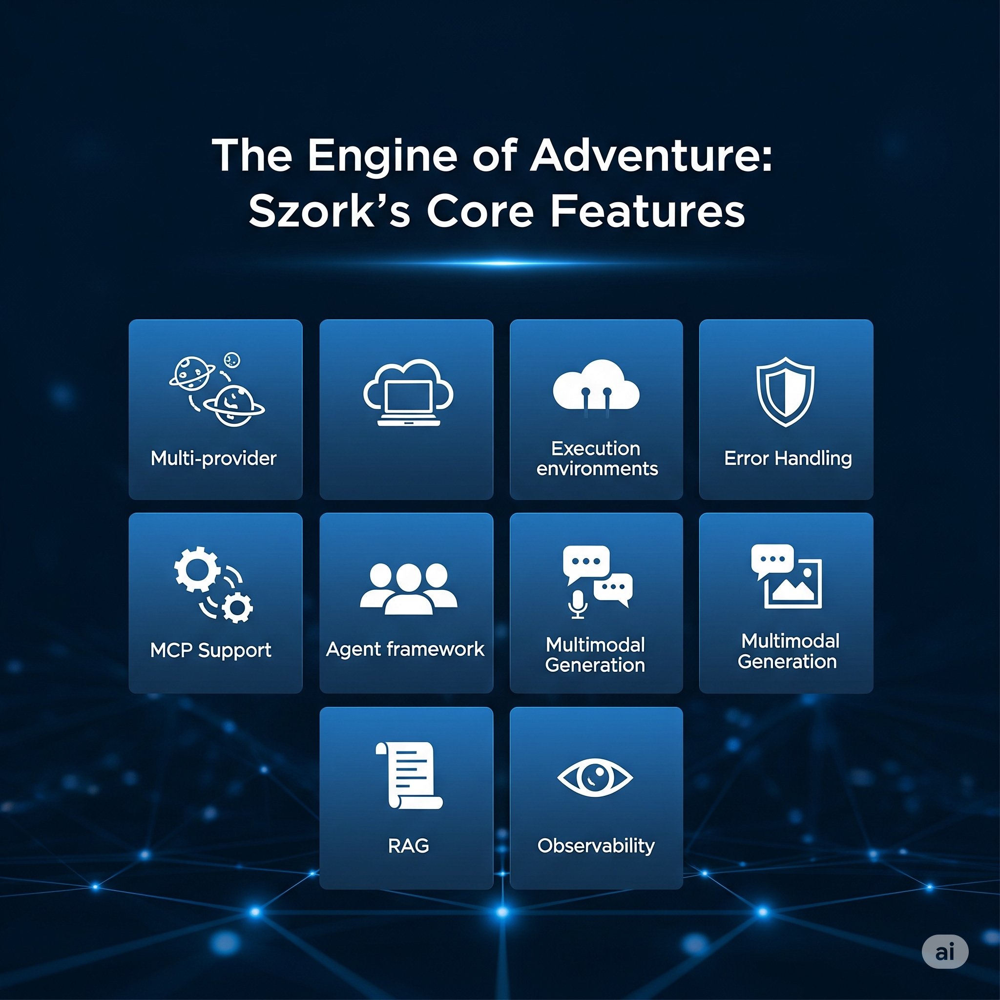 The Engine of Adventure:
Szork’s Core Features
Multi-provider
Execution
environments
Error Handling
MCP Support
Agent framework
Multimodal
Generation
Multimodal
Generation
RAG
Observability
ai